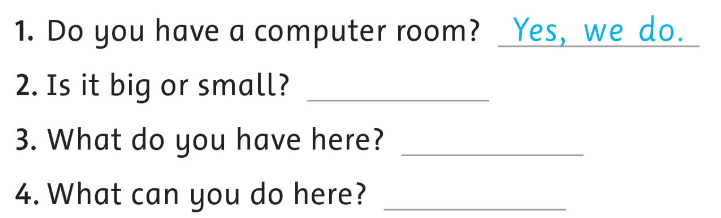 1. Do you have a computer room? Yes, we do.
2. Is it big or small?
3. What do you have here?
4. What can you do here?